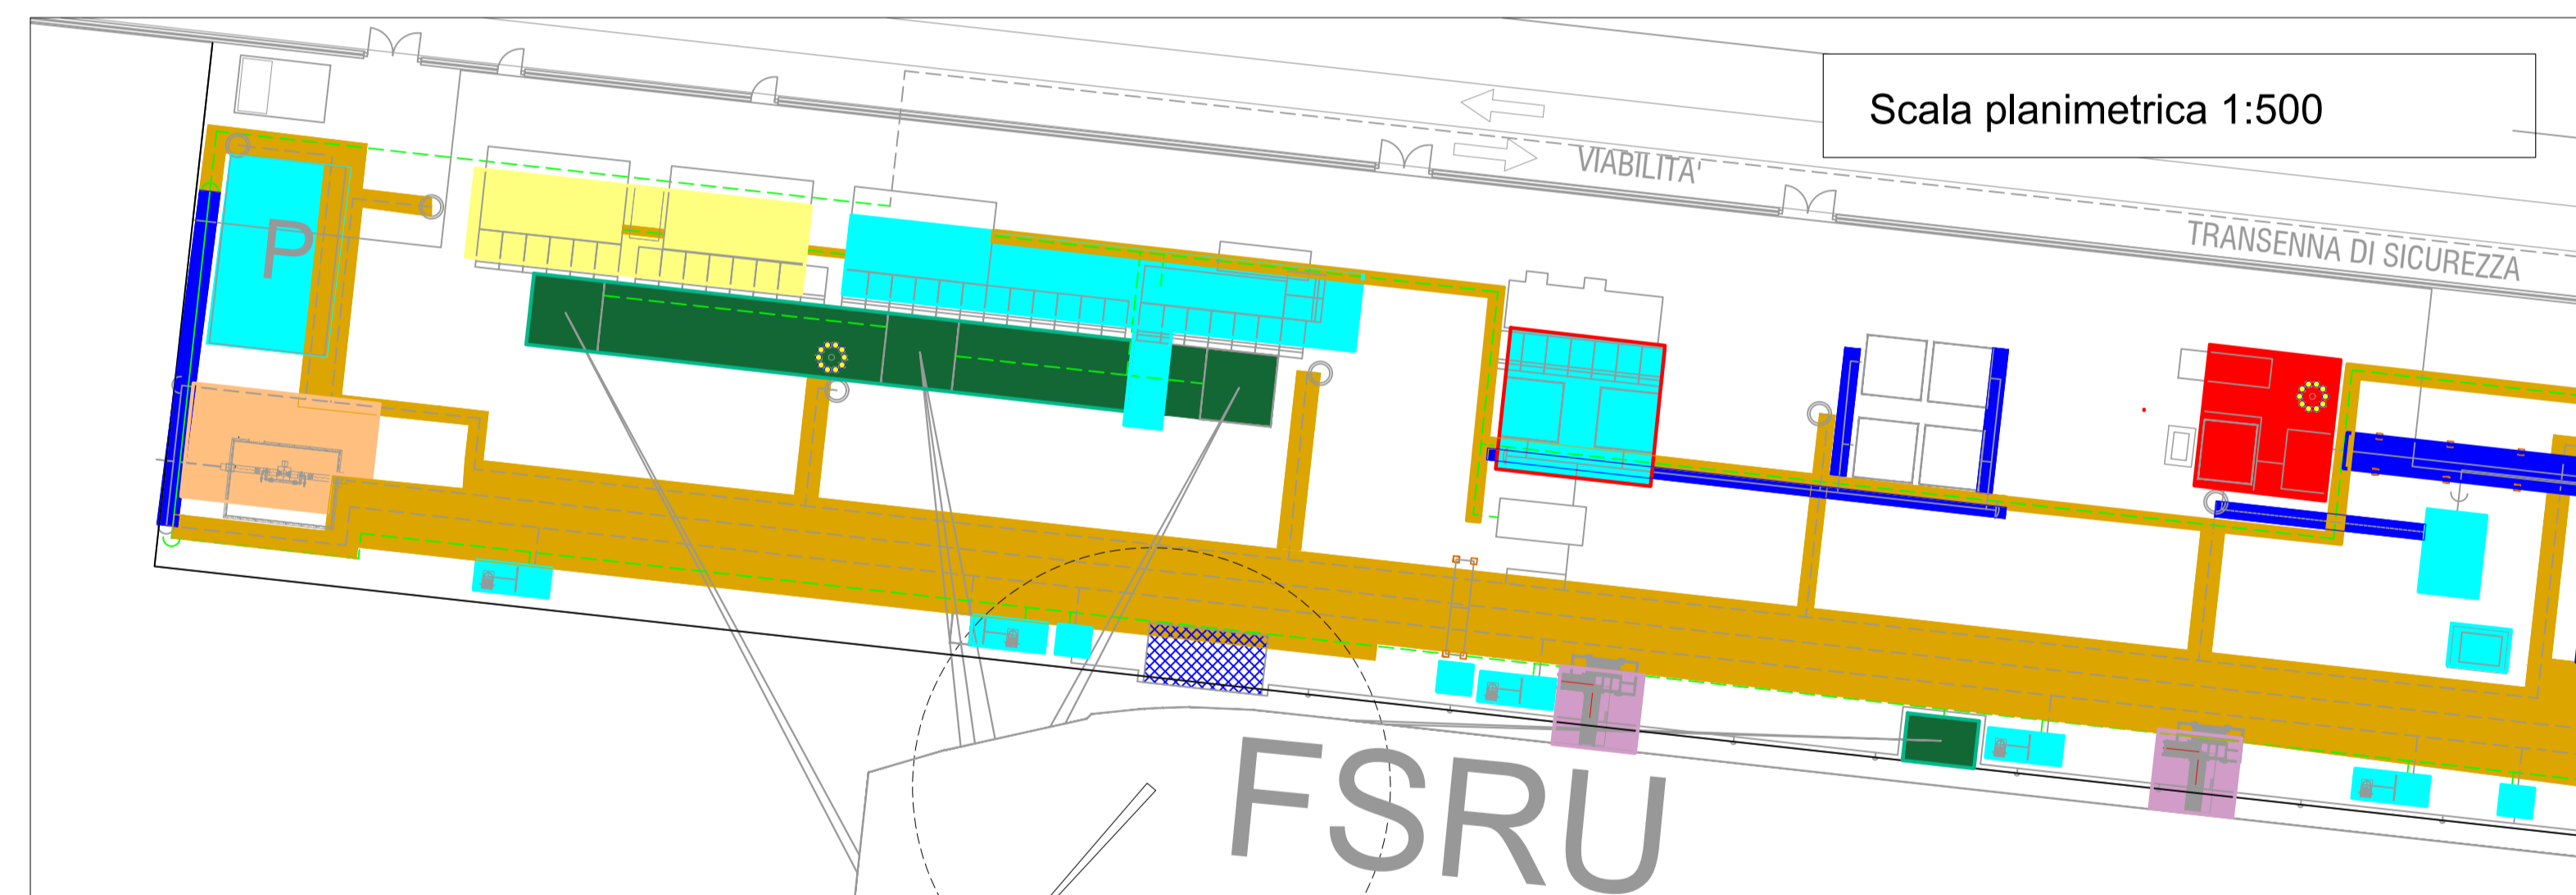 Scala planimetrica 1:500
VIABILITA'
TRANSENNA DI SICUREZZA
P
FSRU